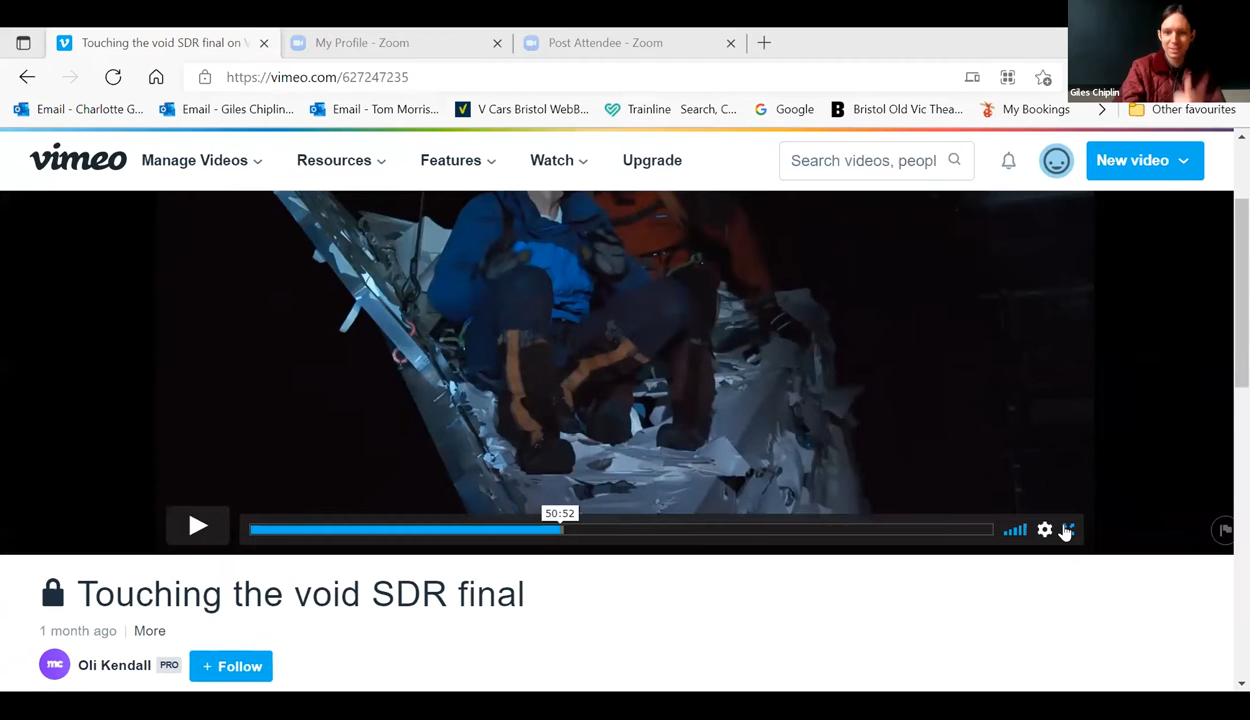 Touching the void SDR final on V
My Profile - Zoom
Post Attendee - Zoom
https://vimeo.com/627247235
Email - Charlotte G...
Email - Giles Chiplin...
Email - Tom Morris...
V Cars Bristol WebB...
Trainline Search, C...
Google
Bristol Old Vic Thea...
My Bookings
Other favourites
Giles Chiplin
vimeo
Manage Videos
Resources
Features
Watch
Upgrade
Search videos, peopl
New video
50:52
Touching the void SDR final
1 month ago
More
mc
Oli Kendall
PRO
+ Follow